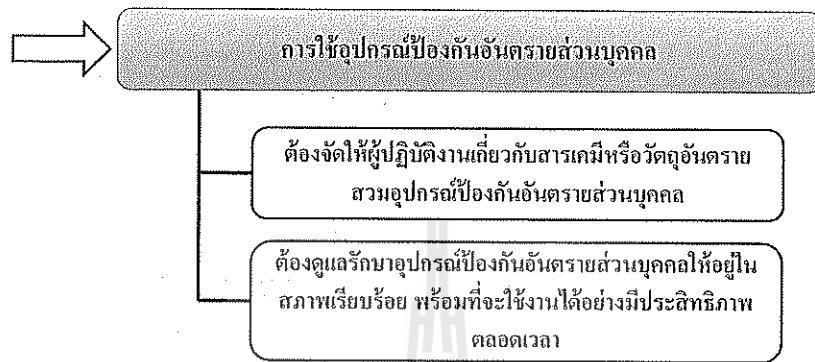 การใช้อุปกรณ์ป้องกันอันตรายส่วนบุคคล
ต้องจัดให้ผู้ปฏิบัติงานเกี่ยวกับสารเคมีหรือวัตถุอันตราย
สวมอุปกรณ์ป้องกันอันตรายส่วนบุคคล
ต้องดูแลรักษาอุปกรณ์ป้องกันอันตรายส่วนบุคคลให้อยู่ใน
สภาพเรียบร้อย พร้อมที่จะใช้งานได้อย่างมีประสิทธิภาพ
ตลอดเวลา